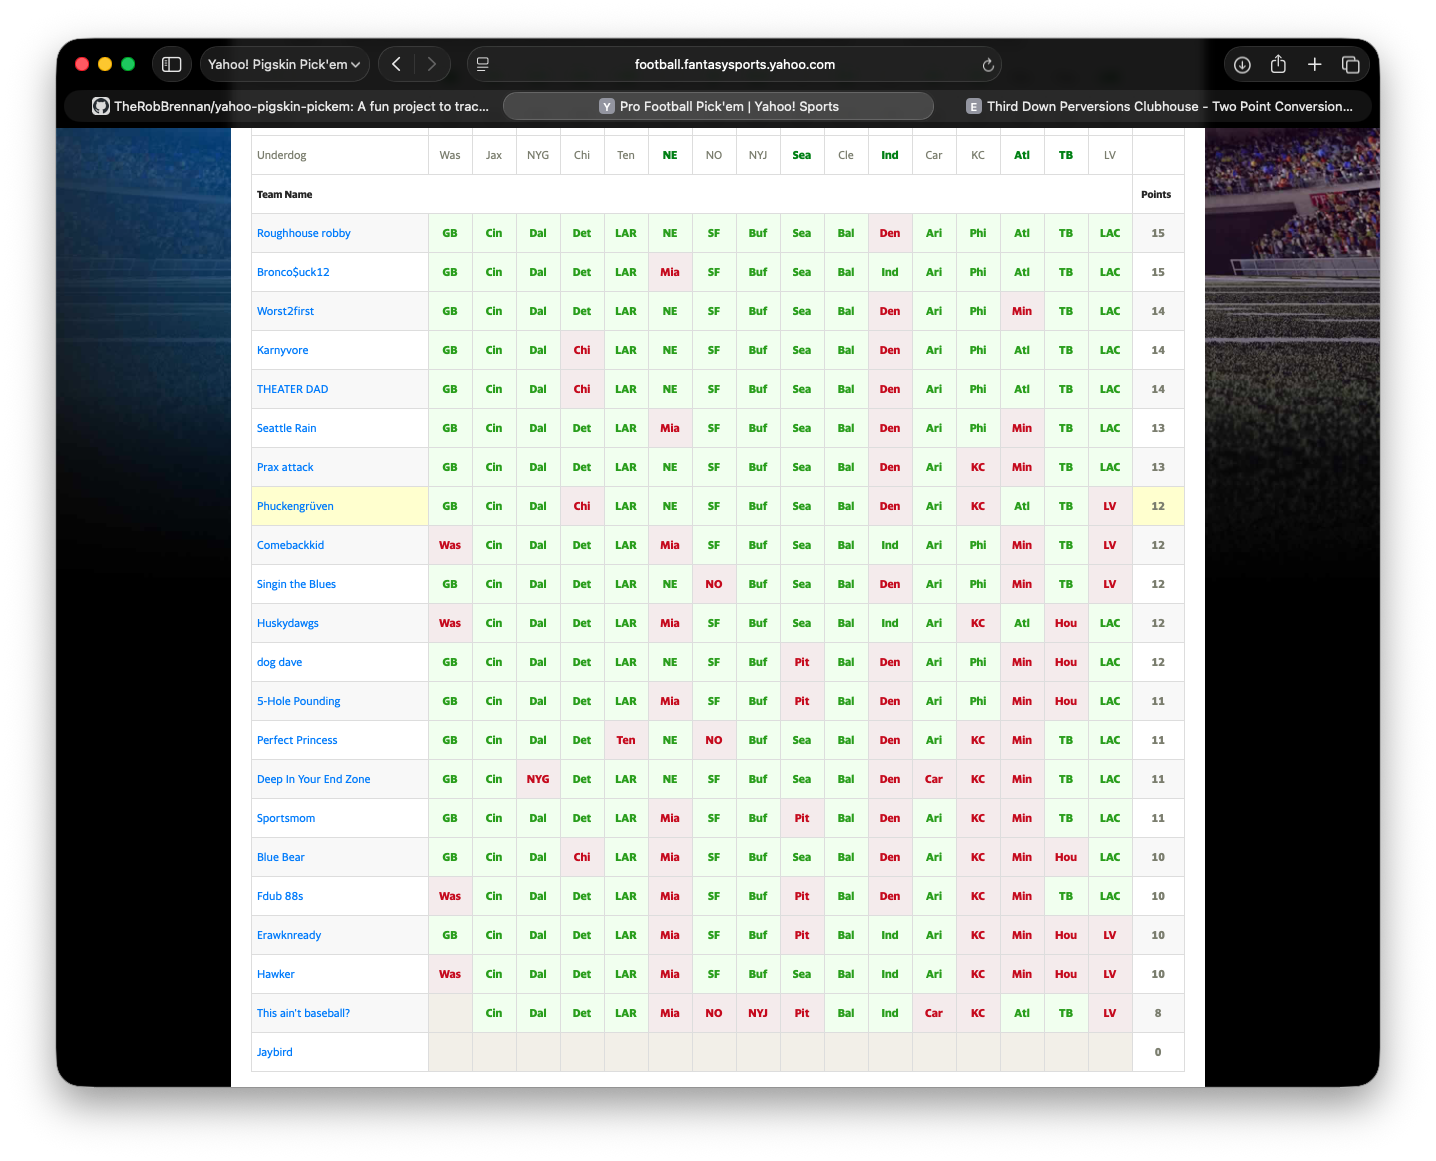 Yahoo! Pigskin Pick'em
football.fantasysports.yahoo.com
TheRobBrennan/yahoo-pigskin-pickem: A fun project to trac... Y Pro Football Pick'em | Yahoo! Sports E Third Down Perversions Clubhouse - Two Point Conversion...
Underdog Was Jax NYG Chi Ten NE NO NYJ Sea Cle Ind Car KC Atl TB LV
Team Name Points
Roughhouse robby GB Cin Dal Det LAR NE SF Buf Sea Bal Den Ari Phi Atl TB LAC 15
Bronco$uck12 GB Cin Dal Det LAR Mia SF Buf Sea Bal Ind Ari Phi Atl TB LAC 15
Worst2first GB Cin Dal Det LAR NE SF Buf Sea Bal Den Ari Phi Min TB LAC 14
Karnyvore GB Cin Dal Chi LAR NE SF Buf Sea Bal Den Ari Phi Atl TB LAC 14
THEATER DAD GB Cin Dal Chi LAR NE SF Buf Sea Bal Den Ari Phi Atl TB LAC 14
Seattle Rain GB Cin Dal Det LAR Mia SF Buf Sea Bal Den Ari Phi Min TB LAC 13
Prax attack GB Cin Dal Det LAR NE SF Buf Sea Bal Den Ari KC Min TB LAC 13
Phuckengrüven GB Cin Dal Chi LAR NE SF Buf Sea Bal Den Ari KC Atl TB LV 12
Comebackkid Was Cin Dal Det LAR Mia SF Buf Sea Bal Ind Ari Phi Min TB LV 12
Singin the Blues GB Cin Dal Det LAR NE NO Buf Sea Bal Den Ari Phi Min TB LV 12
Huskydawgs Was Cin Dal Det LAR Mia SF Buf Sea Bal Ind Ari KC Atl Hou LAC 12
dog dave GB Cin Dal Det LAR NE SF Buf Pit Bal Den Ari Phi Min Hou LAC 12
5-Hole Pounding GB Cin Dal Det LAR Mia SF Buf Pit Bal Den Ari Phi Min Hou LAC 11
Perfect Princess GB Cin Dal Det Ten NE NO Buf Sea Bal Den Ari KC Min TB LAC 11
Deep In Your End Zone GB Cin NYG Det LAR NE SF Buf Sea Bal Den Car KC Min TB LAC 11
Sportsmom GB Cin Dal Det LAR Mia SF Buf Pit Bal Den Ari KC Min TB LAC 11
Blue Bear GB Cin Dal Chi LAR Mia SF Buf Sea Bal Den Ari KC Min Hou LAC 10
Fdub 88s Was Cin Dal Det LAR Mia SF Buf Pit Bal Den Ari KC Min TB LAC 10
Erawknready GB Cin Dal Det LAR Mia SF Buf Pit Bal Ind Ari KC Min Hou LV 10
Hawker Was Cin Dal Det LAR Mia SF Buf Sea Bal Ind Ari KC Min Hou LV 10
This ain't baseball? Cin Dal Det LAR Mia NO NYJ Pit Bal Ind Car KC Atl TB LV 8
Jaybird 0